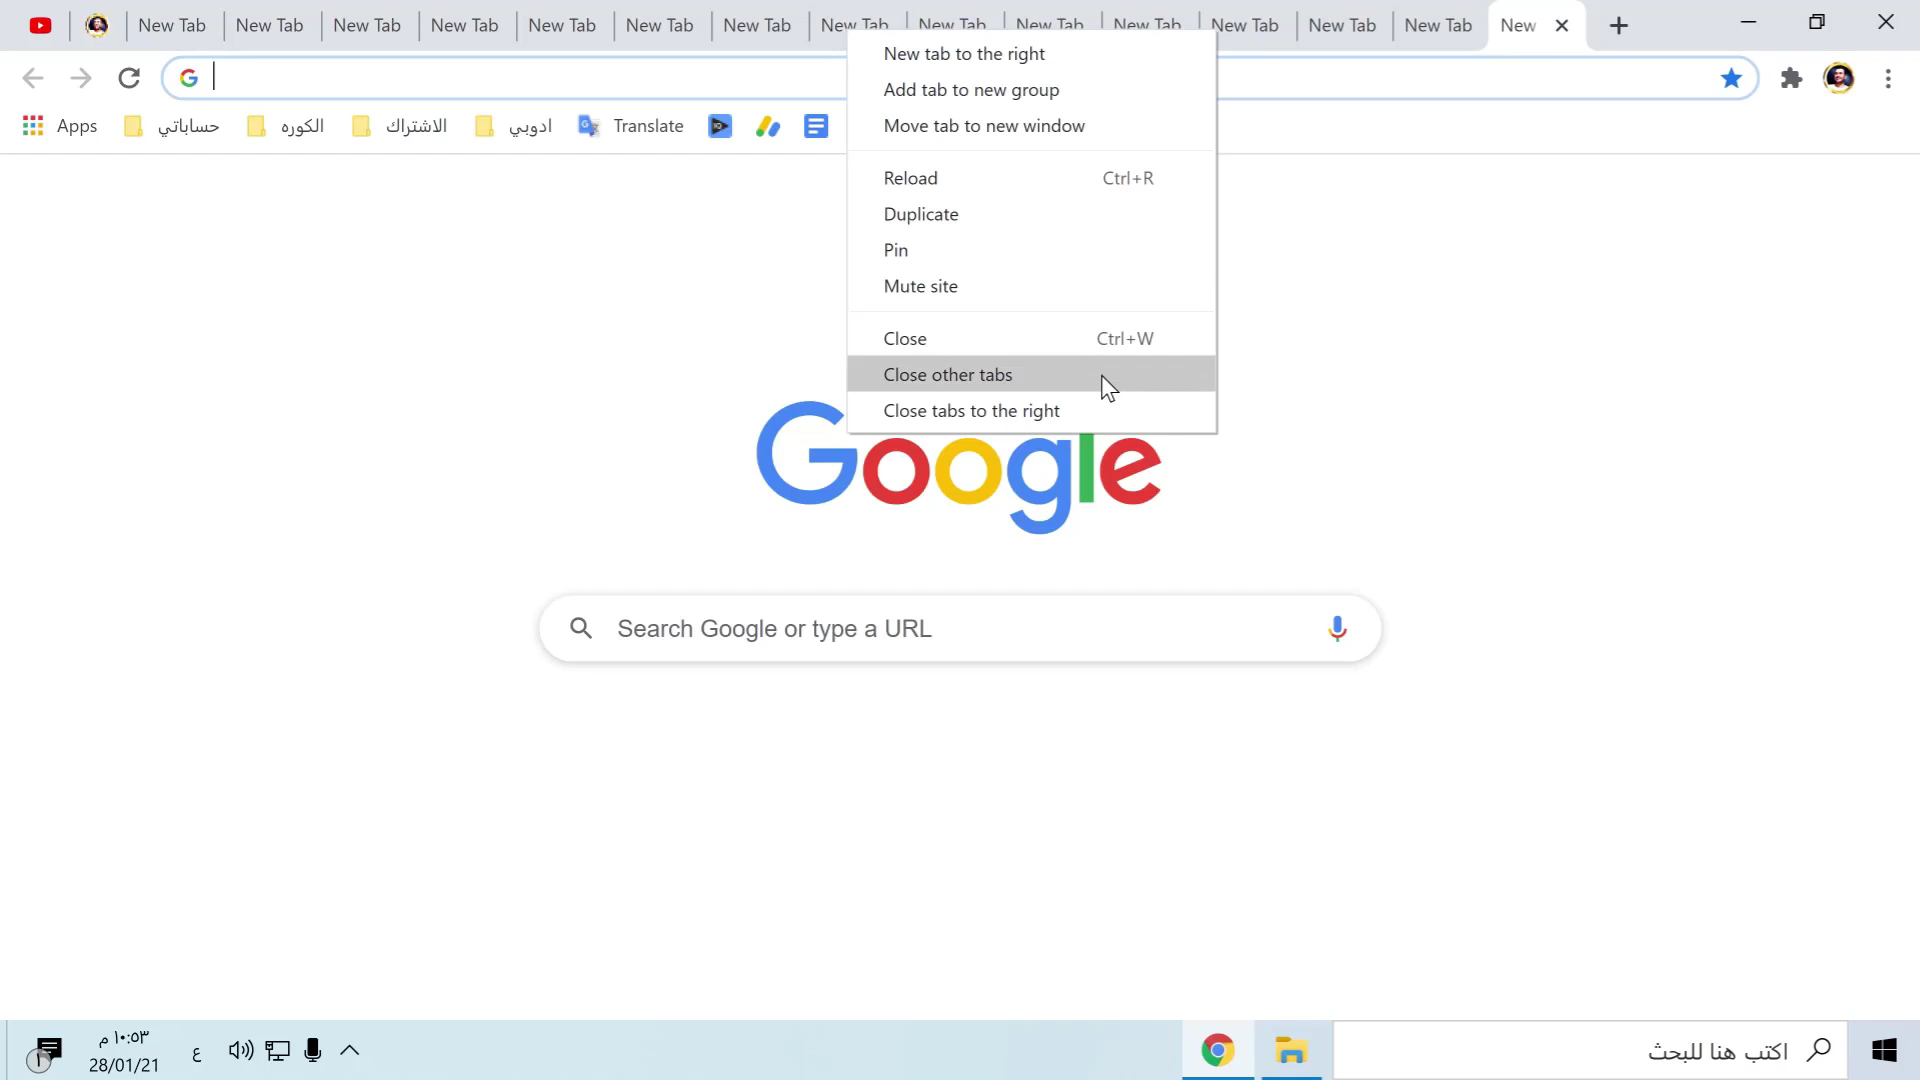 New Tab
New Tab
New Tab
New Tab
New Tab
New Tab
New Tab
New Tab
New Tab
New Tab
New Tab
New Tab
New Tab
New Tab
New
Apps
حساباتي
الكوره
الاشتراك
ادوبي
Translate
New tab to the right
Add tab to new group
Move tab to new window
Reload Ctrl+R
Duplicate
Pin
Mute site
Close Ctrl+W
Close other tabs
Close tabs to the right
Google
Search Google or type a URL
١
١٠:٥٣ م
28/01/21
ع
اكتب هنا للبحث